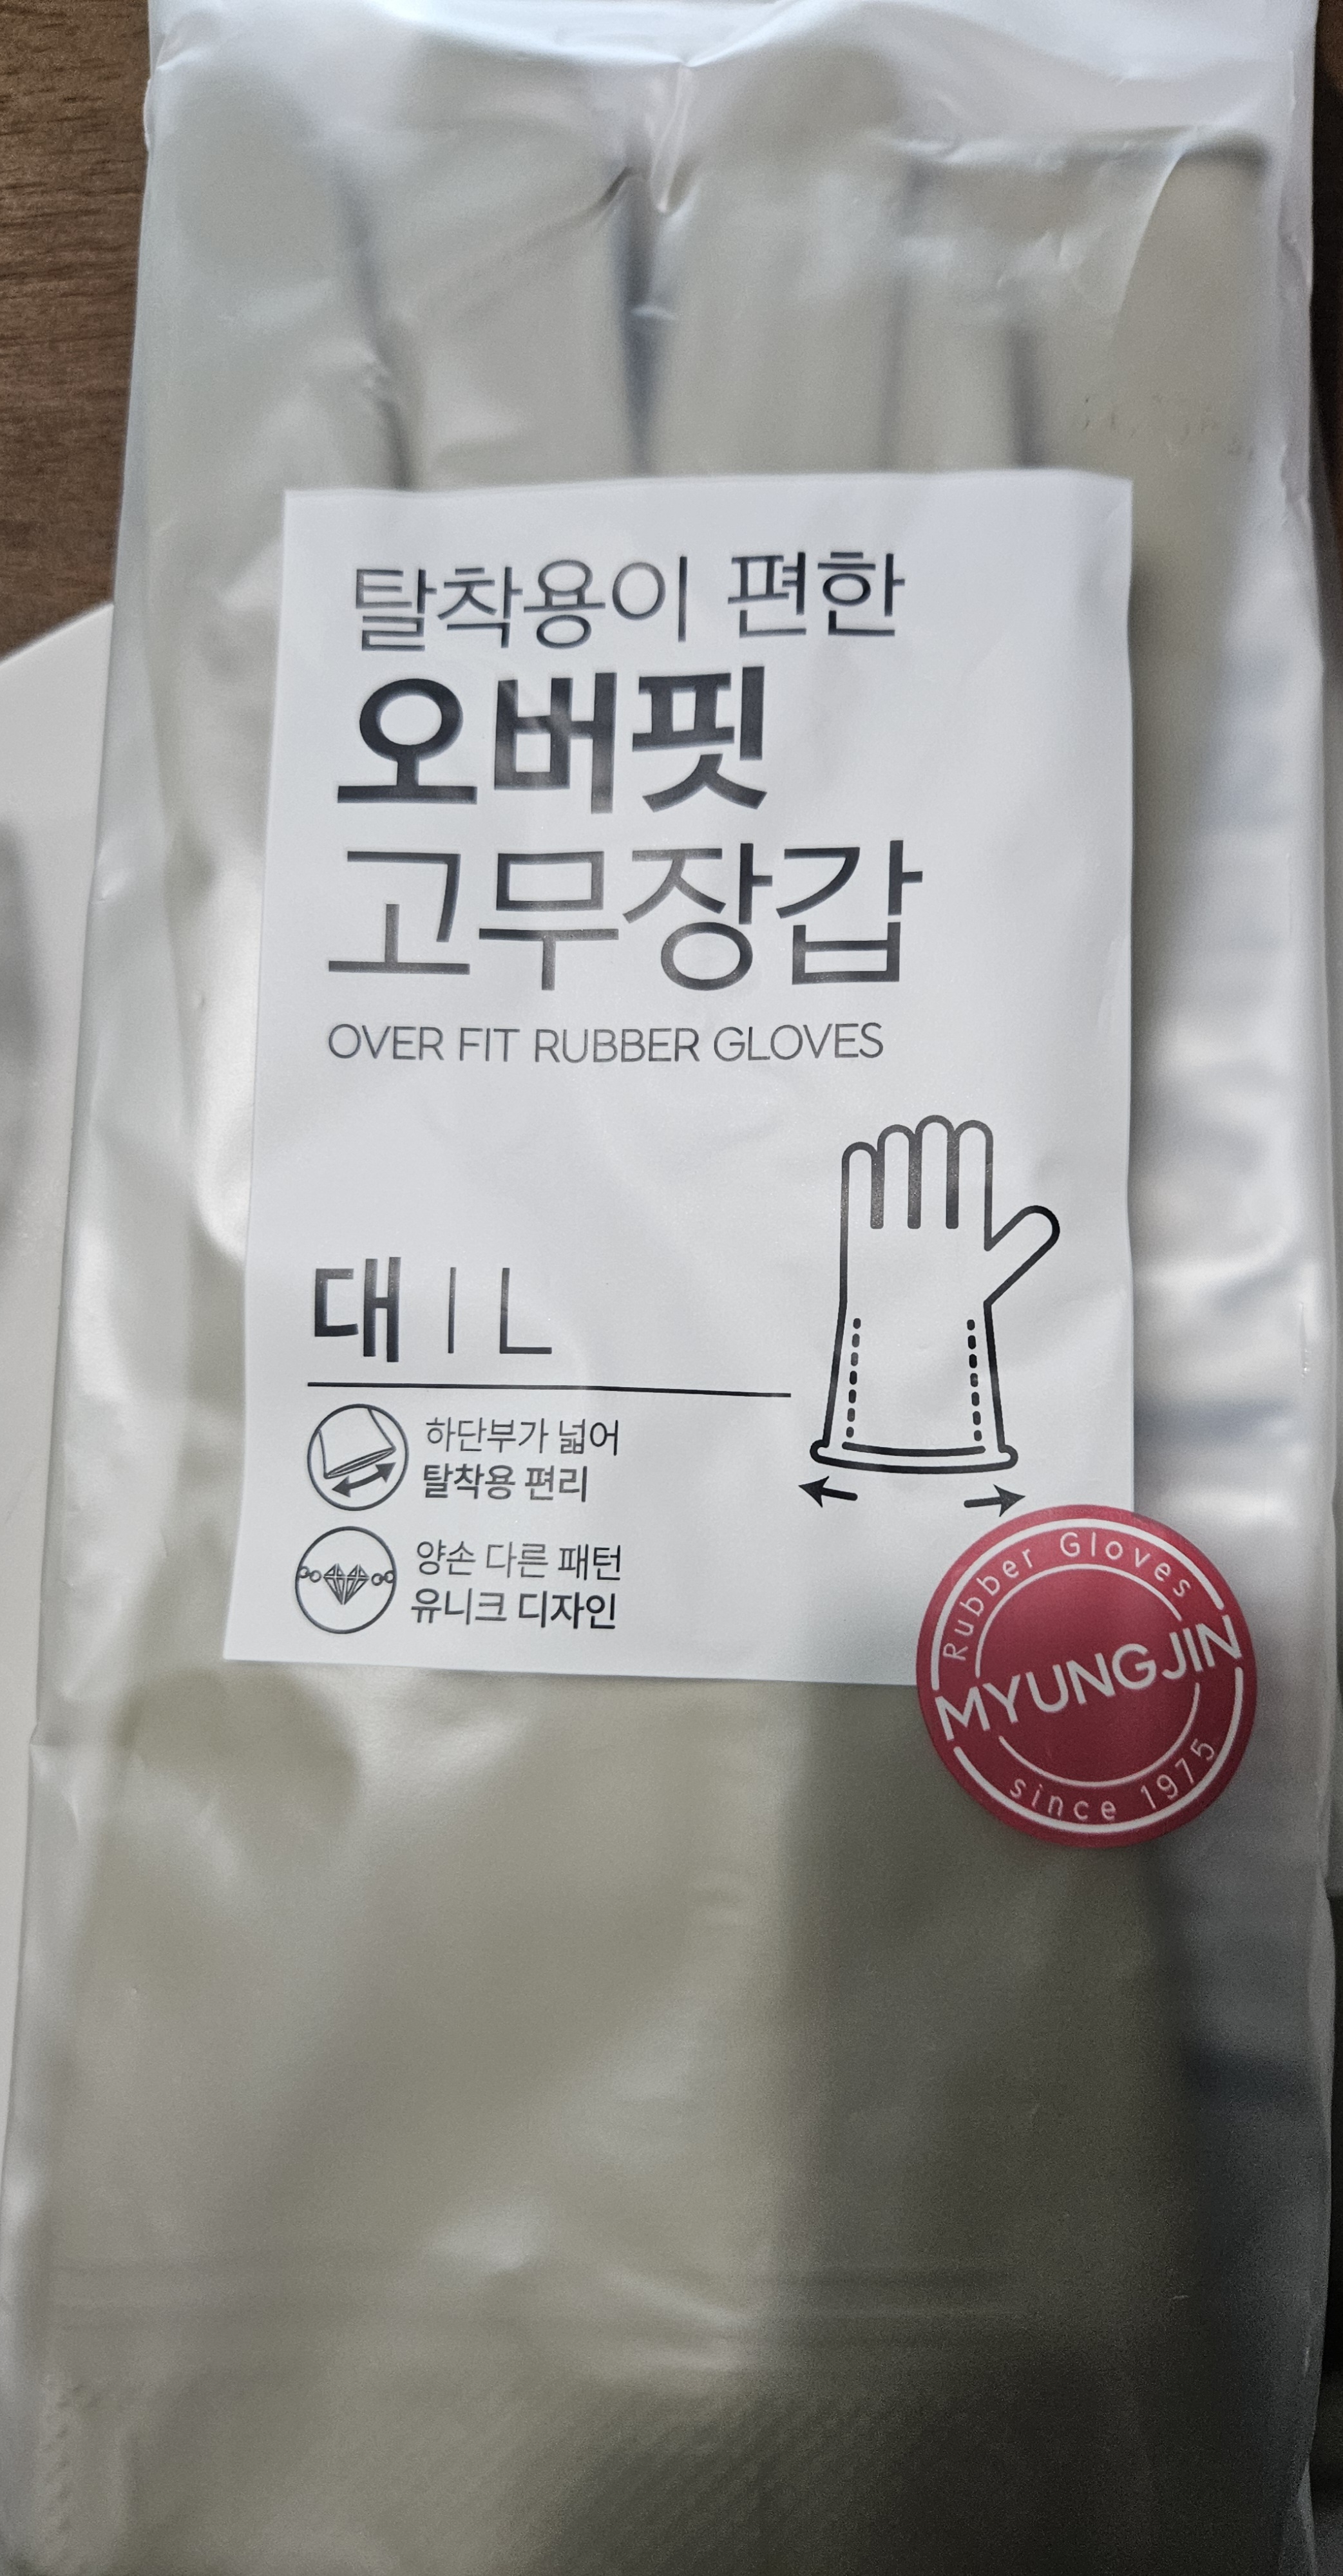 탈착용이 편한
오버핏
고무장갑
OVER FIT RUBBER GLOVES
대 | L
하단부가 넓어
탈착용 편리
양손 다른 패턴
유니크 디자인
Rubber Gloves
MYUNGJIN
since 1975